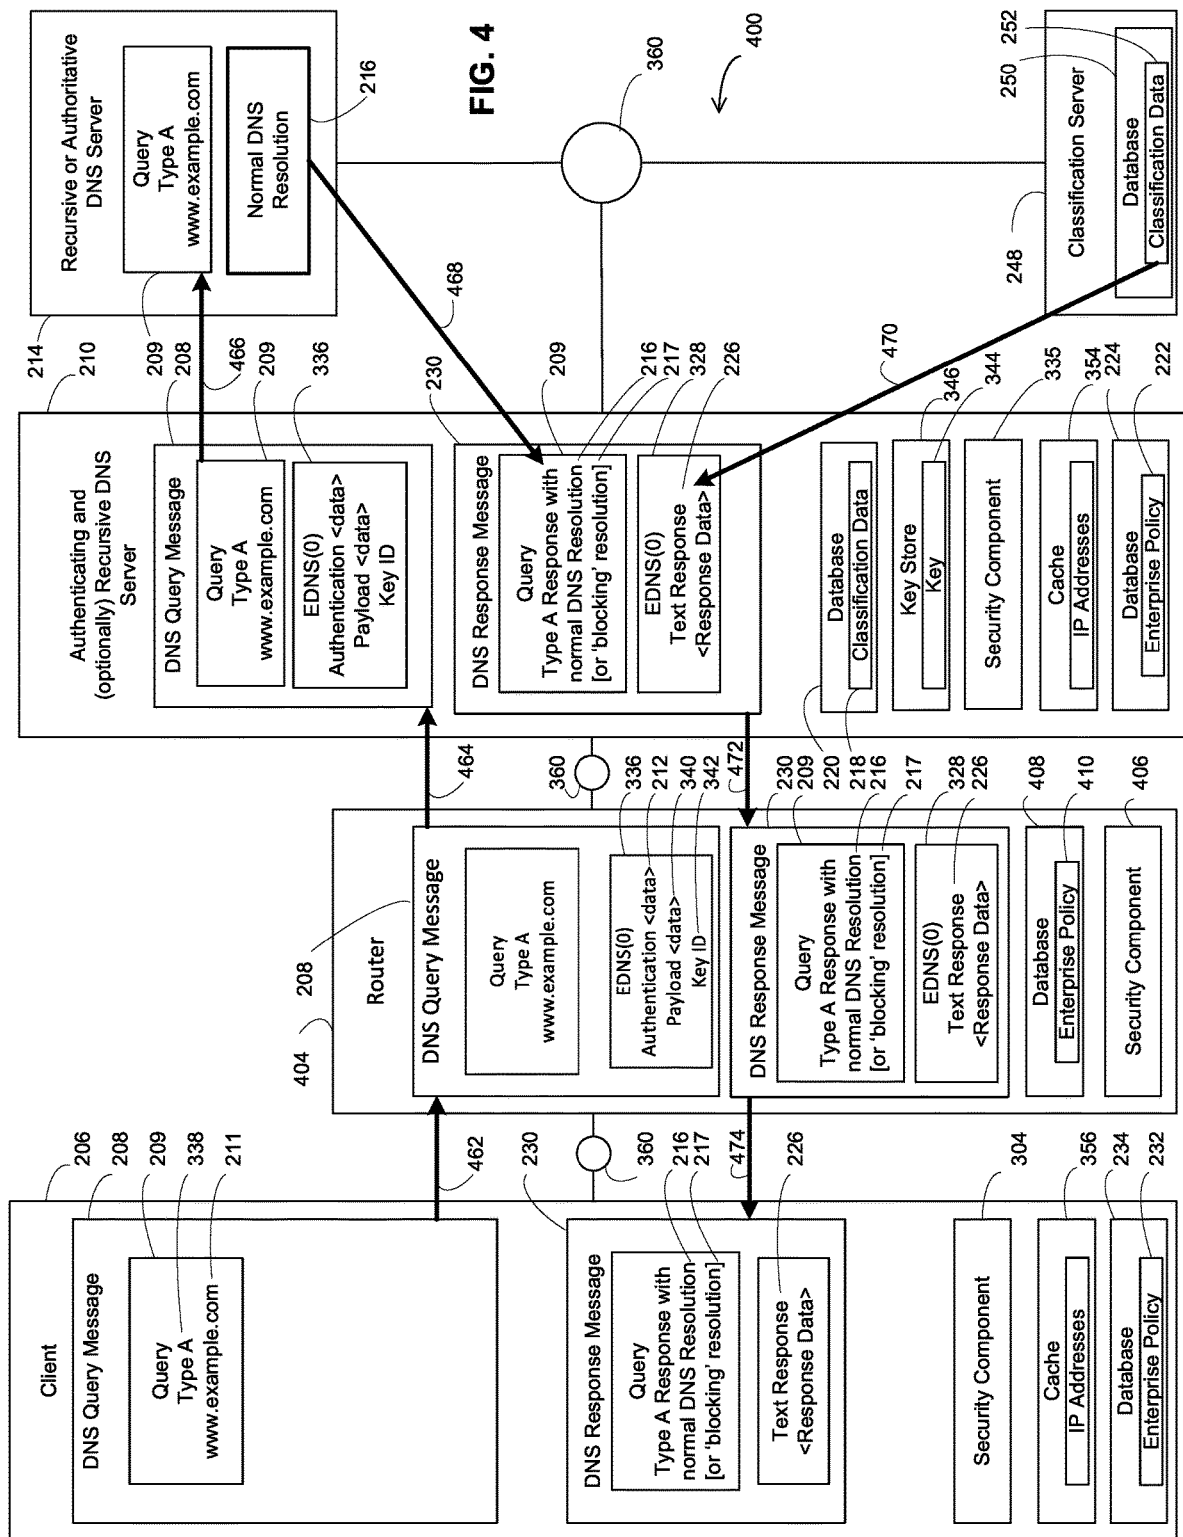 FIG. 4
400
206
208
209
338
211
Client
DNS Query Message
Query
Type A
www.example.com
462
230
360
216
217
474
226
DNS Response Message
Query
Type A Response with
normal DNS Resolution
[or 'blocking' resolution]
Text Response
<Response Data>
304
356
234
232
Security Component
Cache
IP Addresses
Database
Enterprise Policy
404
208
Router
DNS Query Message
Query
Type A
www.example.com
EDNS(0)
Authentication <data>
Payload <data>
Key ID
464
360
336
212
340
342
472
DNS Response Message
Query
Type A Response with
normal DNS Resolution
[or 'blocking' resolution]
EDNS(0)
Text Response
<Response Data>
230
209
220
218
216
217
328
226
408
410
406
Database
Enterprise Policy
Security Component
214
210
209
208
466
209
336
Authenticating and
(optionally) Recursive DNS
Server
DNS Query Message
Query
Type A
www.example.com
EDNS(0)
Authentication <data>
Payload <data>
Key ID
230
468
209
216
217
328
226
DNS Response Message
Query
Type A Response with
normal DNS Resolution
[or 'blocking' resolution]
EDNS(0)
Text Response
<Response Data>
470
346
344
335
354
224
222
Database
Classification Data
Key Store
Key
Security Component
Cache
IP Addresses
Database
Enterprise Policy
Recursive or Authoritative
DNS Server
Query
Type A
www.example.com
Normal DNS
Resolution
216
360
248
250
252
Classification Server
Database
Classification Data